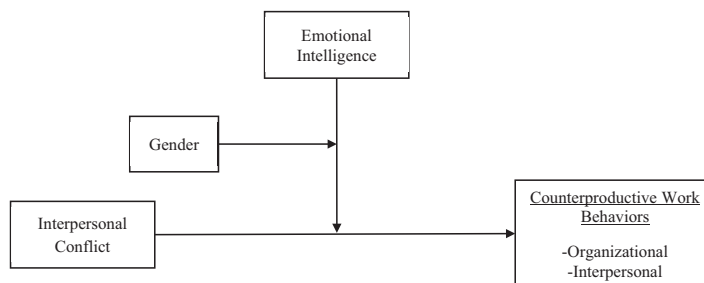 Emotional
Intelligence
Gender
Interpersonal
Conflict
Counterproductive Work
Behaviors
-Organizational
-Interpersonal